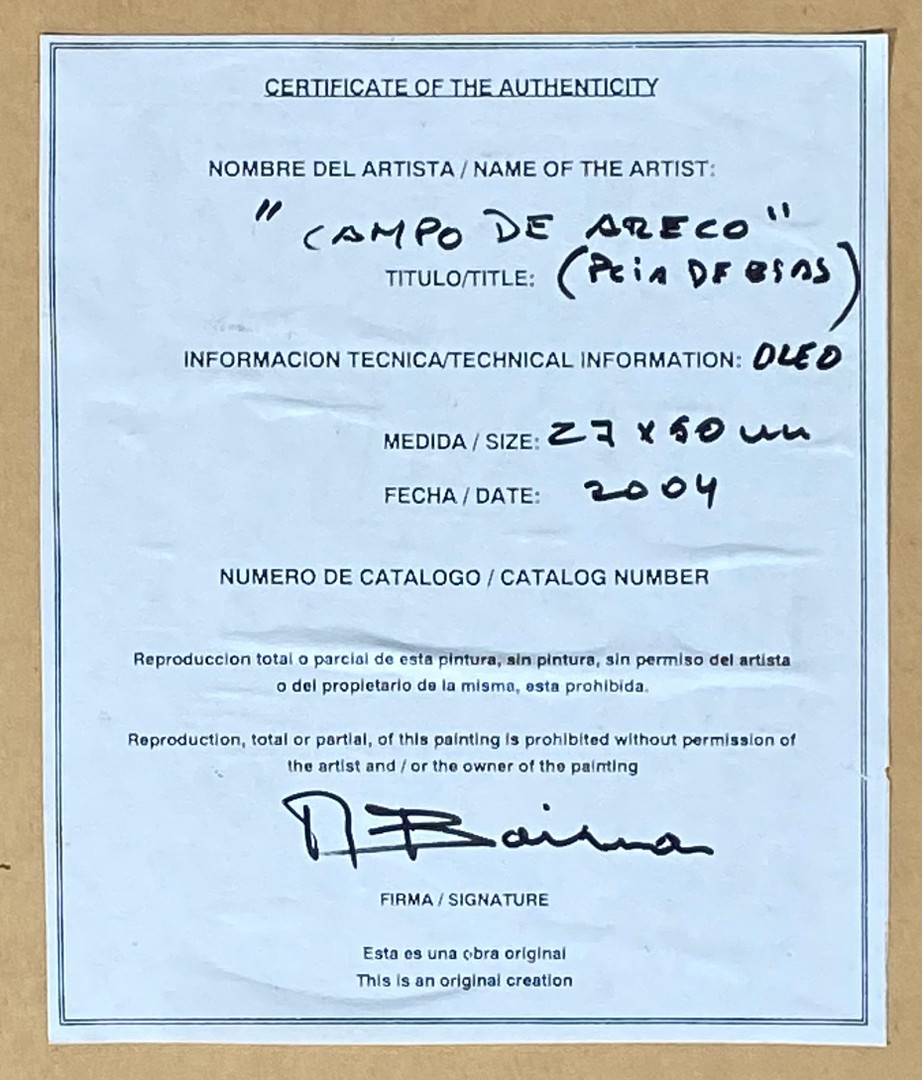 CERTIFICATE OF THE AUTHENTICITY
NOMBRE DEL ARTISTA / NAME OF THE ARTIST:
"CAMPO DE ARECO"
TITULO/TITLE: (PCIA DE BSAS)
INFORMACION TECNICA/TECHNICAL INFORMATION: OLEO
MEDIDA / SIZE: 27 x 50 cm
FECHA / DATE: 2004
NUMERO DE CATALOGO / CATALOG NUMBER
Reproduccion total o parcial de esta pintura, sin pintura, sin permiso del artista
o del propietario de la misma, esta prohibida.
Reproduction, total or partial, of this painting is prohibited without permission of
the artist and / or the owner of the painting
FIRMA / SIGNATURE
Esta es una obra original
This is an original creation